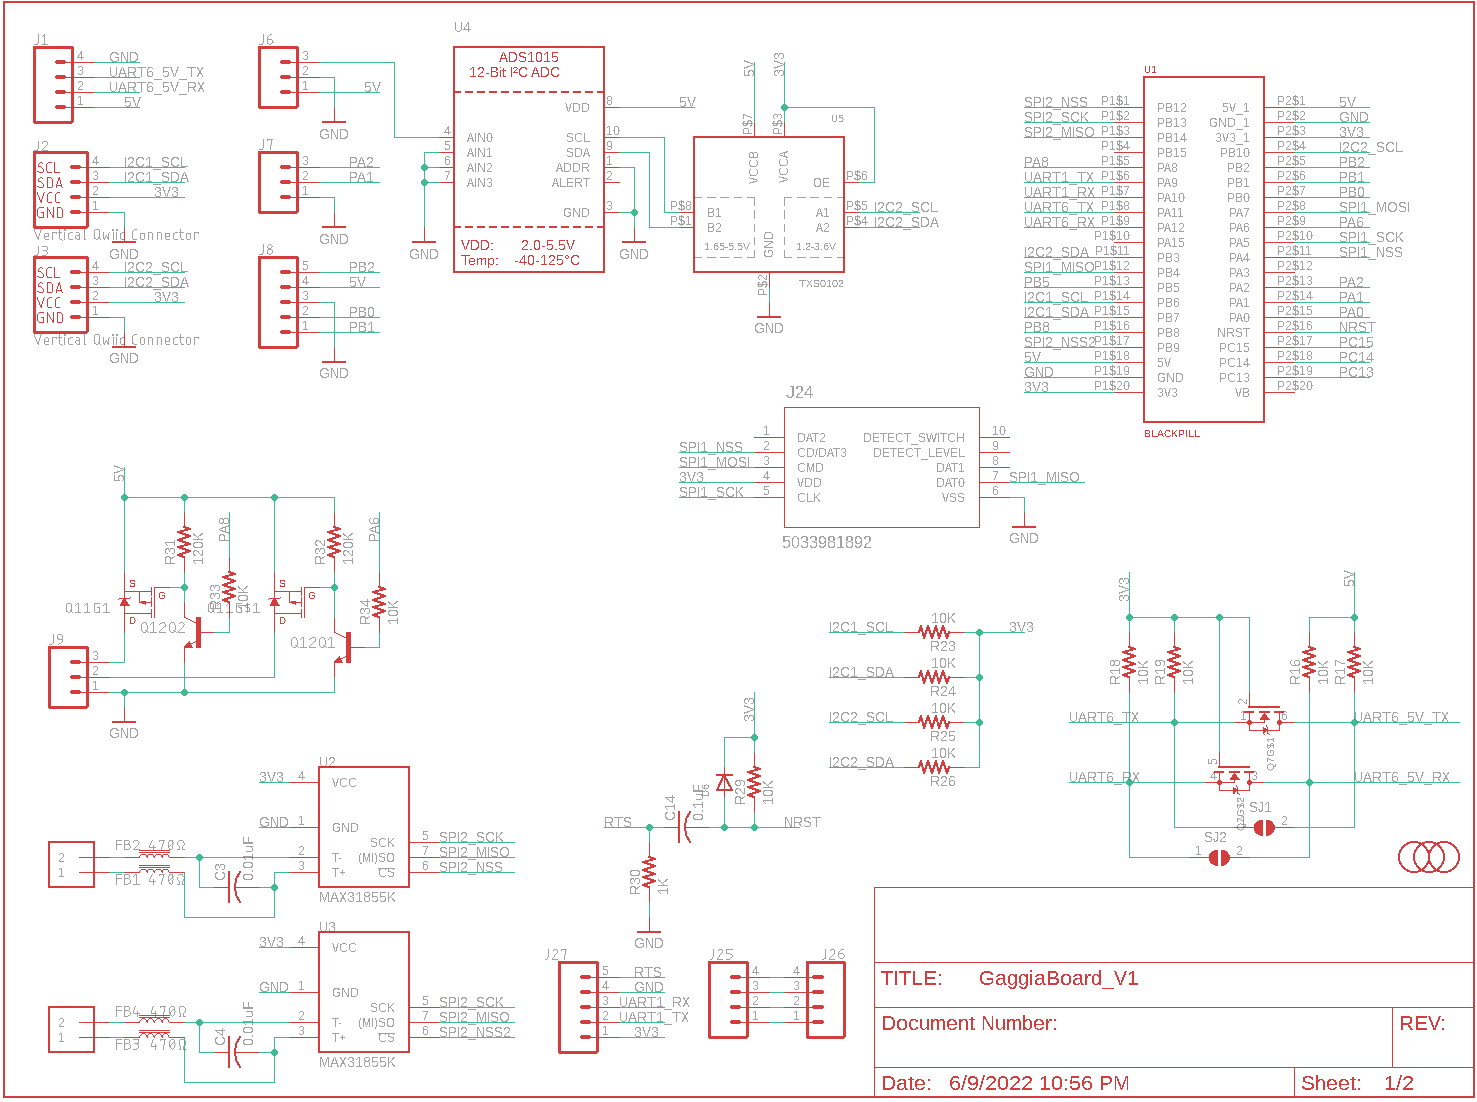 J1
4 GND
3 UART6_5V_TX
2 UART6_5V_RX
1 5V
J2
SCL 4 I2C1_SCL
SDA 3 I2C1_SDA
VCC 2 3V3
GND 1
Vertical Qwiic Connector
GND
J3
SCL 4 I2C2_SCL
SDA 3 I2C2_SDA
VCC 2 3V3
GND 1
Vertical Qwiic Connector
GND
J6
3
2
1 5V
GND
J7
3 PA2
2 PA1
1
GND
J8
5 PB2
4 5V
3
2 PB0
1 PB1
GND
U4
ADS1015
12-Bit I²C ADC
VDD 8 5V
4 AIN0 SCL 10
5 AIN1 SDA 9
6 AIN2 ADDR 1
7 AIN3 ALERT 2
GND 3
VDD: 2.0-5.5V
Temp: -40-125°C
GND
GND
5V
3V3
U5
P$7
P$3
VCCB
VCCA
OE P$6
P$8 B1 A1 P$5 I2C2_SCL
P$1 B2 A2 P$4 I2C2_SDA
1.65-5.5V
GND
1.2-3.6V
P$2
TXS0102
GND
U1
SPI2_NSS P1$1 PB12 5V_1 P2$1 5V
SPI2_SCK P1$2 PB13 GND_1 P2$2 GND
SPI2_MISO P1$3 PB14 3V3_1 P2$3 3V3
P1$4 PB15 PB10 P2$4 I2C2_SCL
PA8 P1$5 PA8 PB2 P2$5 PB2
UART1_TX P1$6 PA9 PB1 P2$6 PB1
UART1_RX P1$7 PA10 PB0 P2$7 PB0
UART6_TX P1$8 PA11 PA7 P2$8 SPI1_MOSI
UART6_RX P1$9 PA12 PA6 P2$9 PA6
P1$10 PA15 PA5 P2$10 SPI1_SCK
I2C2_SDA P1$11 PB3 PA4 P2$11 SPI1_NSS
SPI1_MISO P1$12 PB4 PA3 P2$12
PB5 P1$13 PB5 PA2 P2$13 PA2
I2C1_SCL P1$14 PB6 PA1 P2$14 PA1
I2C1_SDA P1$15 PB7 PA0 P2$15 PA0
PB8 P1$16 PB8 NRST P2$16 NRST
SPI2_NSS2 P1$17 PB9 PC15 P2$17 PC15
5V P1$18 5V PC14 P2$18 PC14
GND P1$19 GND PC13 P2$19 PC13
3V3 P1$20 3V3 VB P2$20
BLACKPILL
J24
1 DAT2 DETECT_SWITCH 10
SPI1_NSS 2 CD/DAT3 DETECT_LEVEL 9
SPI1_MOSI 3 CMD DAT1 8
3V3 4 VDD DAT0 7 SPI1_MISO
SPI1_SCK 5 CLK VSS 6
5033981892
GND
5V
R31
120K
PA8
R32
120K
PA6
S
G
D
Q11G1
R33
10K
Q11G$1
S
G
D
R34
10K
Q12Q2
Q12Q1
J9
3
2
1
GND
I2C1_SCL 10K R23 3V3
I2C1_SDA 10K R24
I2C2_SCL 10K R25
I2C2_SDA 10K R26
3V3
5V
R18
10K
R19
10K
R16
10K
R17
10K
UART6_TX 1 2 6 UART6_5V_TX
Q7G$1
UART6_RX 4 5 3 UART6_5V_RX
Q7G$2
SJ1
1 2
SJ2
1 2
3V3
R29
10K
C14
0.1uF
RTS
NRST
R30
1K
GND
U2
3V3 4 VCC
GND 1 GND
SCK 5 SPI2_SCK
2 T- (MI)SO 7 SPI2_MISO
3 T+ CS 6 SPI2_NSS
MAX31855K
2
1
FB2 470Ω
FB1 470Ω
C3
0.01uF
U3
3V3 4 VCC
GND 1 GND
SCK 5 SPI2_SCK
2 T- (MI)SO 7 SPI2_MISO
3 T+ CS 6 SPI2_NSS2
MAX31855K
2
1
FB4 470Ω
FB3 470Ω
C4
0.01uF
J27
5 RTS
4 GND
3 UART1_RX
2 UART1_TX
1 3V3
J25 J26
4 4
3 3
2 2
1 1
TITLE: GaggiaBoard_V1
Document Number:
REV:
Date: 6/9/2022 10:56 PM
Sheet: 1/2